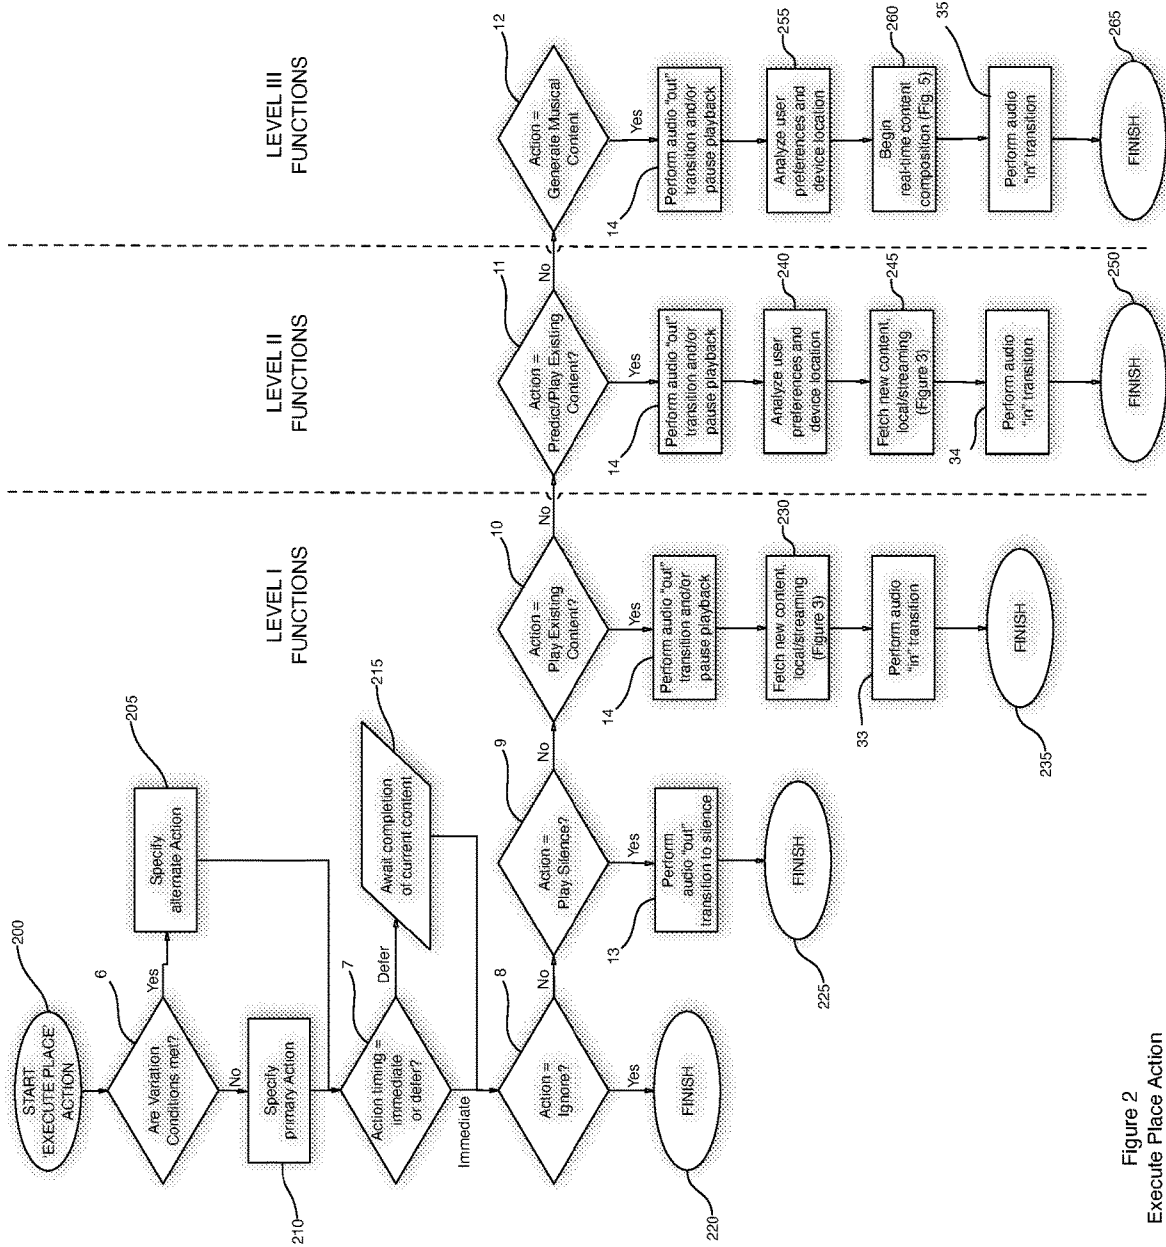 LEVEL I
FUNCTIONS
LEVEL II
FUNCTIONS
LEVEL III
FUNCTIONS
200
START
'EXECUTE PLACE'
ACTION
6
Are Variation
Conditions met?
Yes
205
Specify
alternate Action
No
210
Specify
primary Action
7
Action timing =
immediate
or defer?
Defer
215
Await completion
of current content
Immediate
8
Action =
Ignore?
Yes
220
FINISH
No
9
Action =
Play Silence?
Yes
13
Perform
audio "out"
transition to silence
225
FINISH
No
10
Action =
Play Existing
Content?
Yes
14
Perform audio "out"
transition and/or
pause playback
230
Fetch new content,
local/streaming
(Figure 3)
33
Perform audio
"in" transition
235
FINISH
No
11
Action =
Predict/Play Existing
Content?
Yes
14
Perform audio "out"
transition and/or
pause playback
240
Analyze user
preferences and
device location
245
Fetch new content,
local/streaming
(Figure 3)
34
Perform audio
"in" transition
250
FINISH
No
12
Action =
Generate Musical
Content
Yes
14
Perform audio "out"
transition and/or
pause playback
255
Analyze user
preferences and
device location
260
Begin
real-time content
composition (Fig. 5)
35
Perform audio
"in" transition
265
FINISH
Figure 2
Execute Place Action